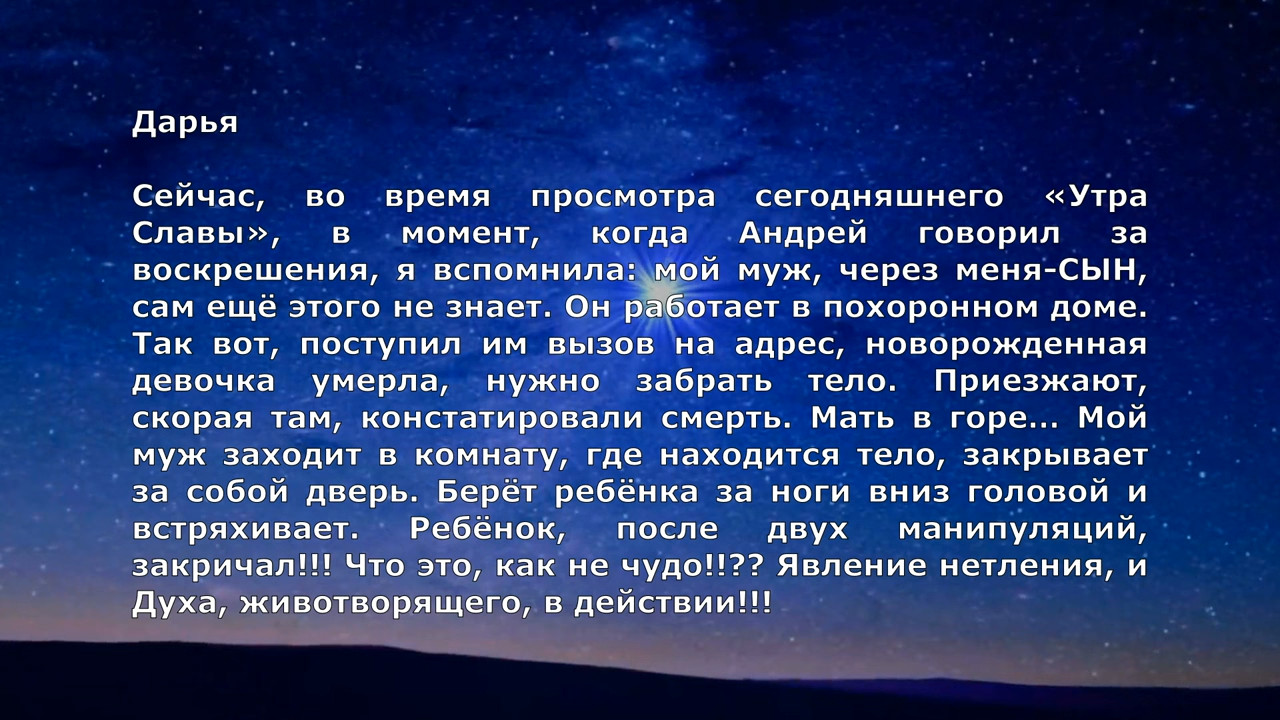 Дарья
Сейчас, во время просмотра сегодняшнего «Утра
Славы», в момент, когда Андрей говорил за
воскрешения, я вспомнила: мой муж, через меня-СЫН,
сам ещё этого не знает. Он работает в похоронном доме.
Так вот, поступил им вызов на адрес, новорожденная
девочка умерла, нужно забрать тело. Приезжают,
скорая там, констатировали смерть. Мать в горе... Мой
муж заходит в комнату, где находится тело, закрывает
за собой дверь. Берёт ребёнка за ноги вниз головой и
встряхивает. Ребёнок, после двух манипуляций,
закричал!!! Что это, как не чудо!!?? Явление нетления, и
Духа, животворящего, в действии!!!